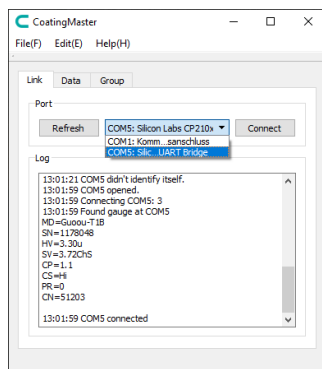 CoatingMaster
File(F) Edit(E) Help(H)
Link Data Group
Port
Refresh COM5: Silicon Labs CP210x Connect
COM1: Komm...sanschluss
COM5: Silic...UART Bridge
Log
13:01:21 COM5 didn't identify itself.
13:01:59 COM5 opened.
13:01:59 Connecting COM5: 3
13:01:59 Found gauge at COM5
MD=Guoou-T1B
SN=1178048
HV=3.30u
SV=3.72ChS
CP=1.1
CS=Hi
PR=0
CN=51203
13:01:59 COM5 connected